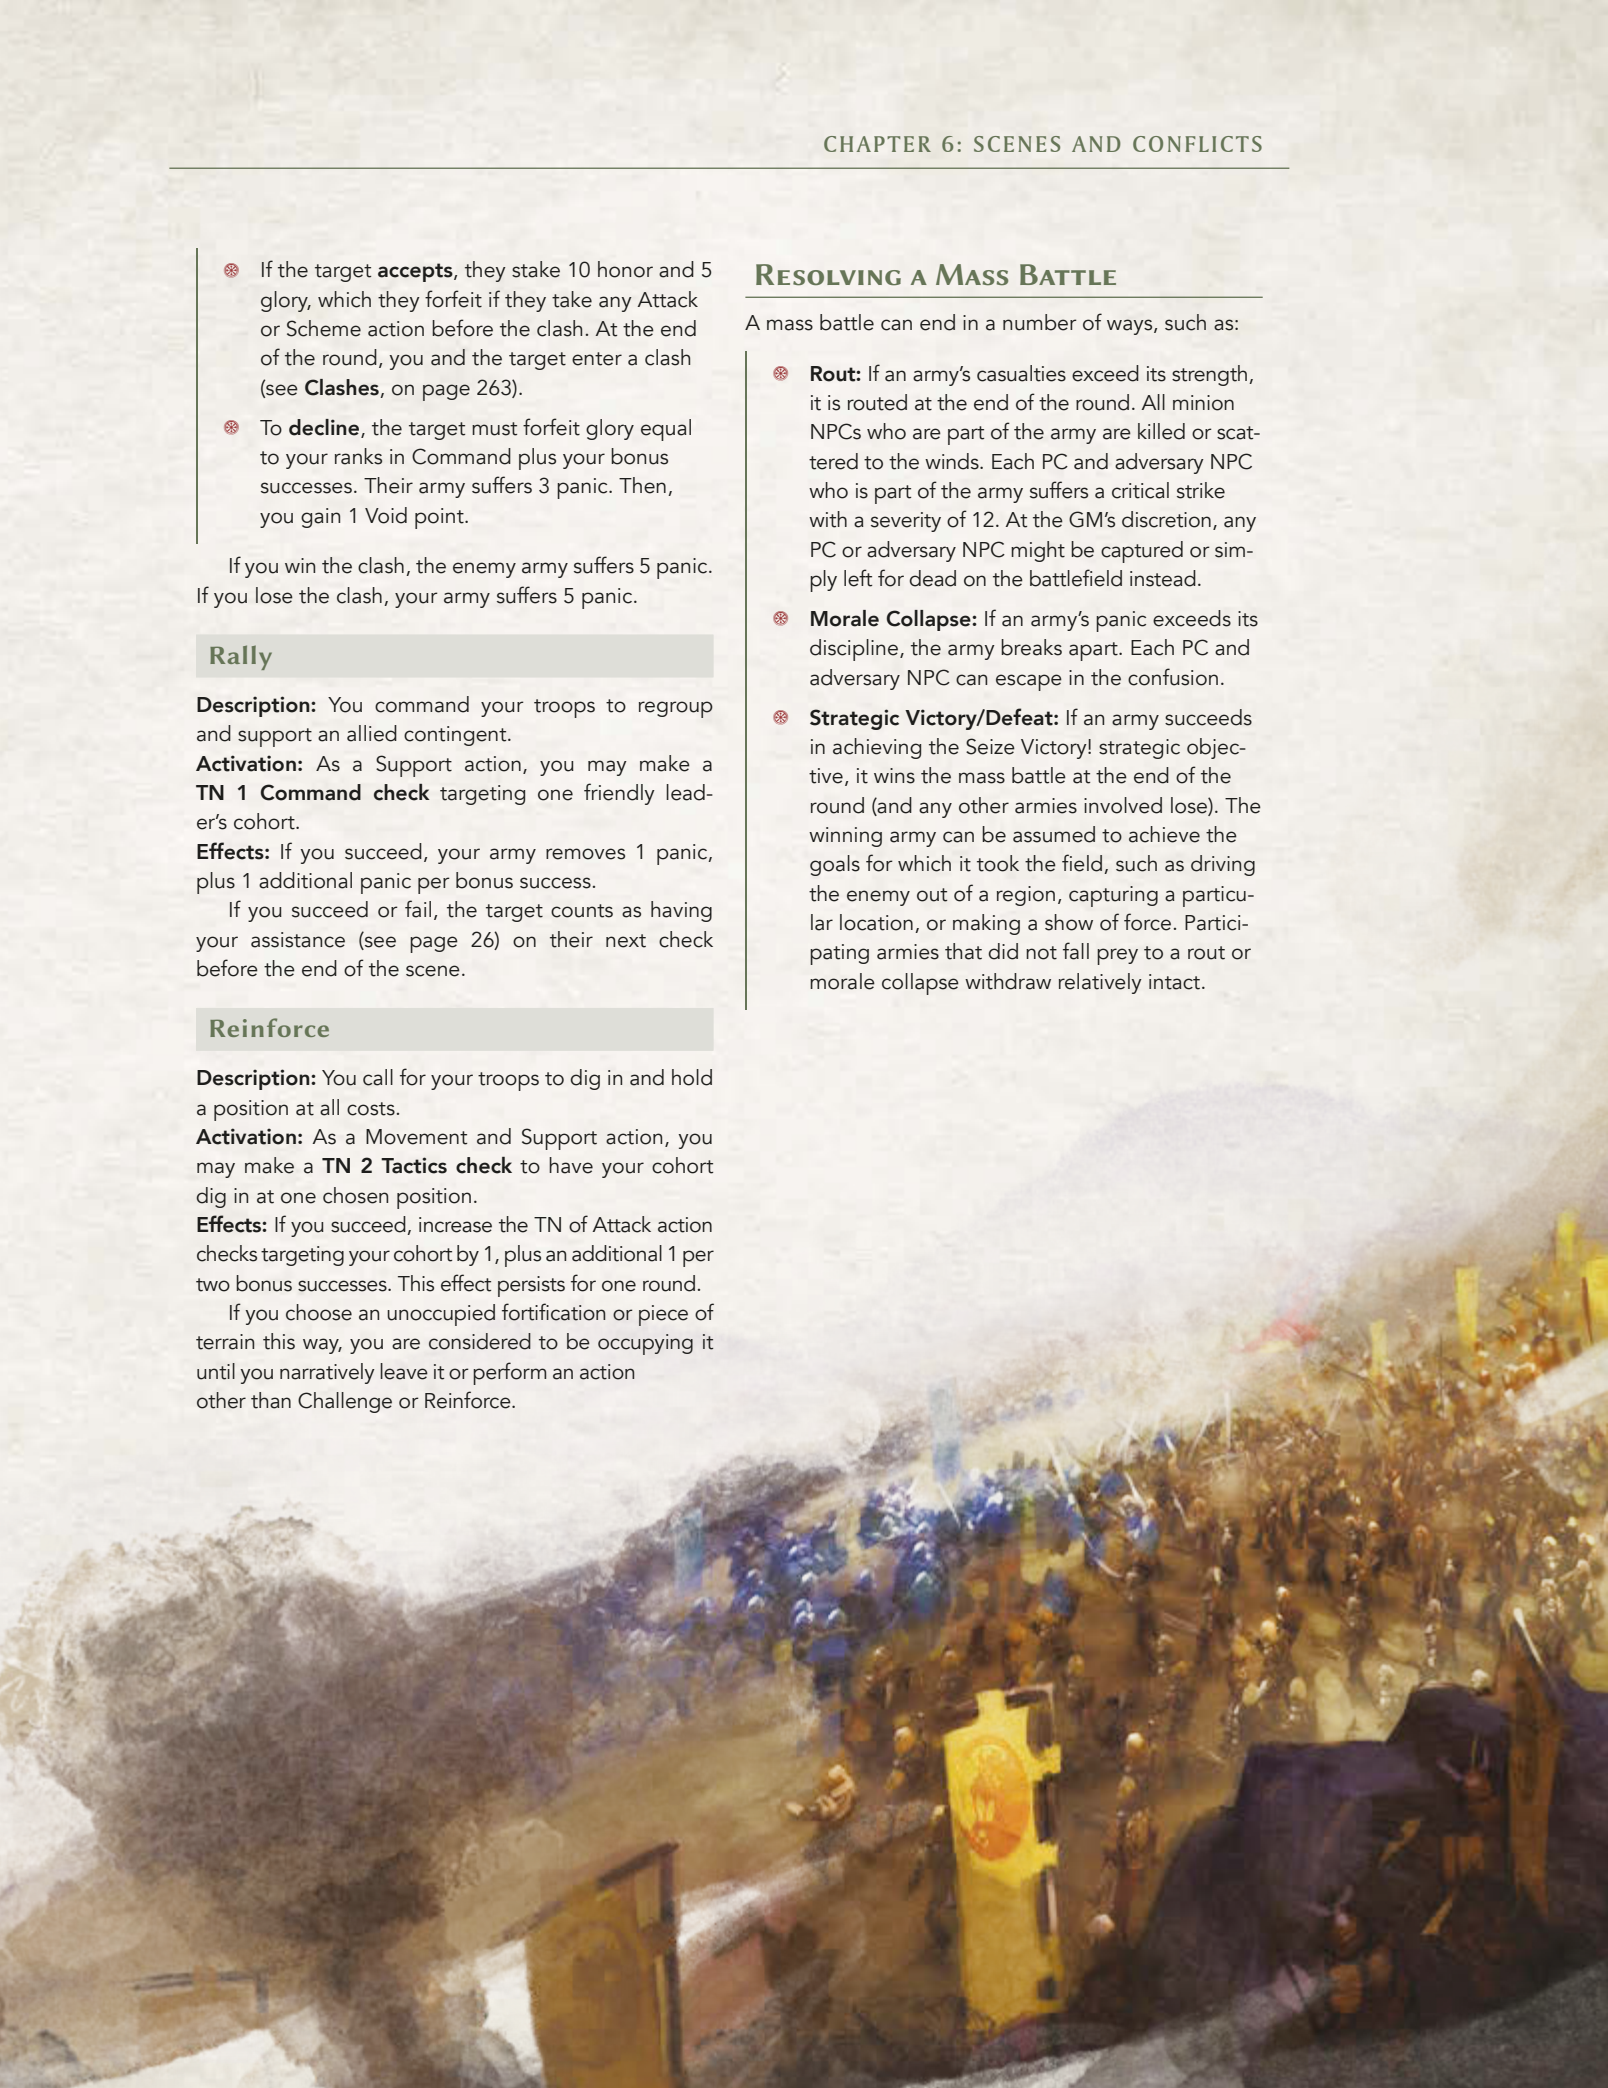 CHAPTER 6: SCENES AND CONFLICTS
If the target accepts, they stake 10 honor and 5
glory, which they forfeit if they take any Attack
or Scheme action before the clash. At the end
of the round, you and the target enter a clash
(see Clashes, on page 263).
To decline, the target must forfeit glory equal
to your ranks in Command plus your bonus
successes. Their army suffers 3 panic. Then,
you gain 1 Void point.
If you win the clash, the enemy army suffers 5 panic.
If you lose the clash, your army suffers 5 panic.
Rally
Description: You command your troops to regroup
and support an allied contingent.
Activation: As a Support action, you may make a
TN 1 Command check targeting one friendly lead-
er’s cohort.
Effects: If you succeed, your army removes 1 panic,
plus 1 additional panic per bonus success.
If you succeed or fail, the target counts as having
your assistance (see page 26) on their next check
before the end of the scene.
Reinforce
Description: You call for your troops to dig in and hold
a position at all costs.
Activation: As a Movement and Support action, you
may make a TN 2 Tactics check to have your cohort
dig in at one chosen position.
Effects: If you succeed, increase the TN of Attack action
checks targeting your cohort by 1, plus an additional 1 per
two bonus successes. This effect persists for one round.
If you choose an unoccupied fortification or piece of
terrain this way, you are considered to be occupying it
until you narratively leave it or perform an action
other than Challenge or Reinforce.
Resolving a Mass Battle
A mass battle can end in a number of ways, such as:
Rout: If an army’s casualties exceed its strength,
it is routed at the end of the round. All minion
NPCs who are part of the army are killed or scat-
tered to the winds. Each PC and adversary NPC
who is part of the army suffers a critical strike
with a severity of 12. At the GM’s discretion, any
PC or adversary NPC might be captured or sim-
ply left for dead on the battlefield instead.
Morale Collapse: If an army’s panic exceeds its
discipline, the army breaks apart. Each PC and
adversary NPC can escape in the confusion.
Strategic Victory/Defeat: If an army succeeds
in achieving the Seize Victory! strategic objec-
tive, it wins the mass battle at the end of the
round (and any other armies involved lose). The
winning army can be assumed to achieve the
goals for which it took the field, such as driving
the enemy out of a region, capturing a particu-
lar location, or making a show of force. Partici-
pating armies that did not fall prey to a rout or
morale collapse withdraw relatively intact.